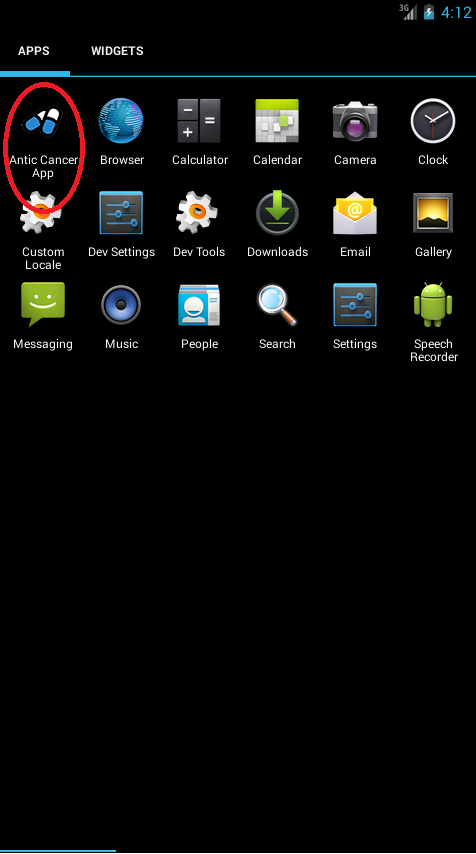 3G 4:12
APPS WIDGETS
Antic Cancer Browser Calculator Calendar Camera Clock
App
Custom Dev Settings Dev Tools Downloads Email Gallery
Locale
Messaging Music People Search Settings Speech
Recorder